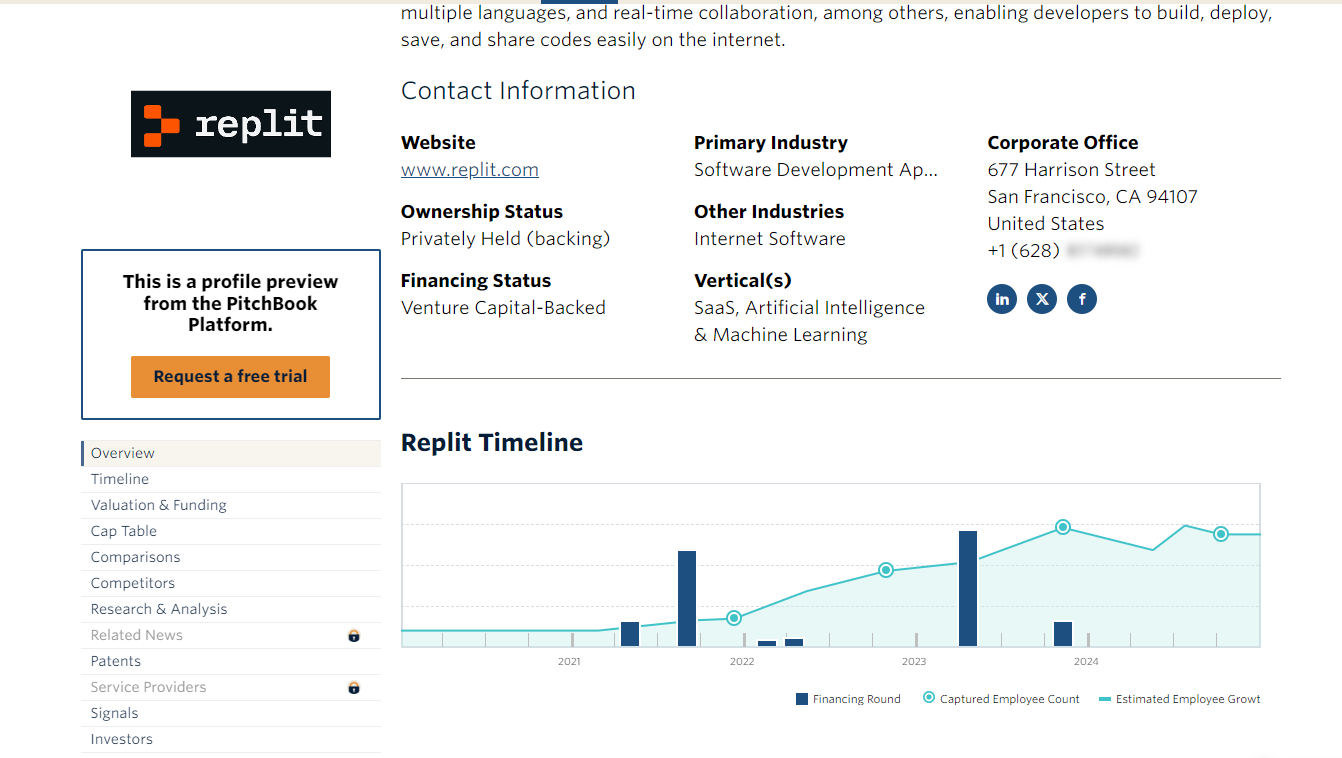 multiple languages, and real-time collaboration, among others, enabling developers to build, deploy,
save, and share codes easily on the internet.
replit
Contact Information
Website
www.replit.com
Ownership Status
Privately Held (backing)
Financing Status
Venture Capital-Backed
Primary Industry
Software Development Ap...
Other Industries
Internet Software
Vertical(s)
SaaS, Artificial Intelligence
& Machine Learning
Corporate Office
677 Harrison Street
San Francisco, CA 94107
United States
+1 (628)
in X f
This is a profile preview
from the PitchBook
Platform.
Request a free trial
Overview
Timeline
Valuation & Funding
Cap Table
Comparisons
Competitors
Research & Analysis
Related News
Patents
Service Providers
Signals
Investors
Replit Timeline
2021 2022 2023 2024
Financing Round Captured Employee Count Estimated Employee Growt